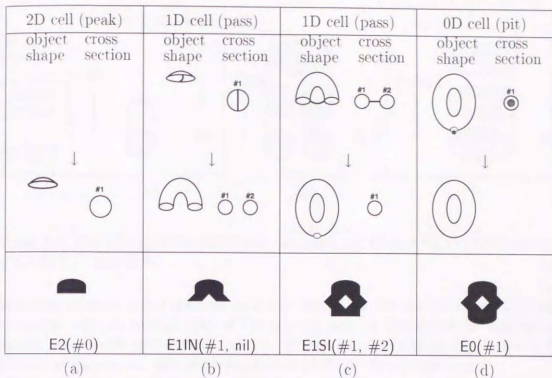 2D cell (peak)
1D cell (pass)
1D cell (pass)
0D cell (pit)
object cross
shape section
object cross
shape section
object cross
shape section
object cross
shape section
#1
#1 #2
#1
↓
↓
↓
↓
#1
#1 #2
#1
E2(#0)
E1IN(#1, nil)
E1SI(#1, #2)
E0(#1)
(a)
(b)
(c)
(d)